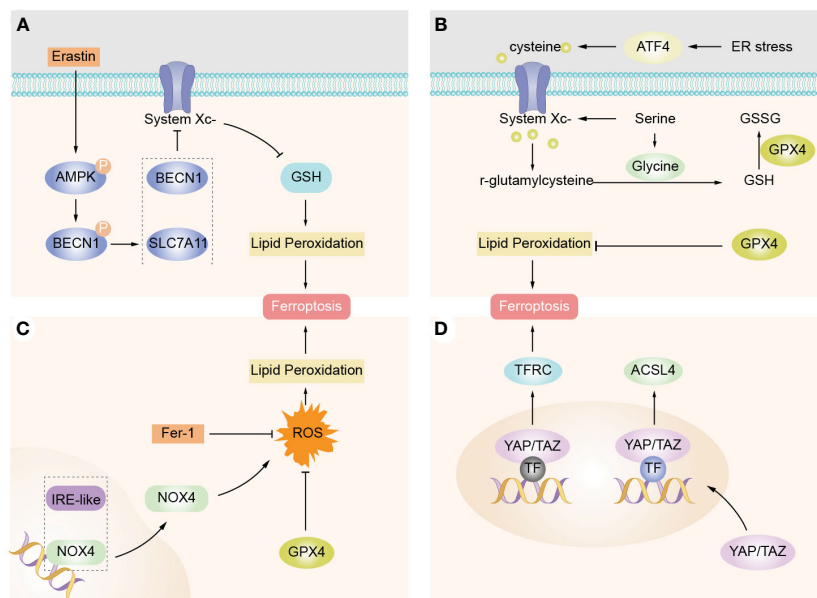 A
Erastin
System Xc-
AMPK
P
BECN1
GSH
BECN1
P
SLC7A11
Lipid Peroxidation
Ferroptosis
B
cysteine
ATF4
ER stress
System Xc-
Serine
GSSG
Glycine
GPX4
r-glutamylcysteine
GSH
Lipid Peroxidation
GPX4
Ferroptosis
C
Lipid Peroxidation
Fer-1
ROS
IRE-like
NOX4
NOX4
GPX4
D
TFRC
ACSL4
YAP/TAZ
YAP/TAZ
TF
TF
YAP/TAZ